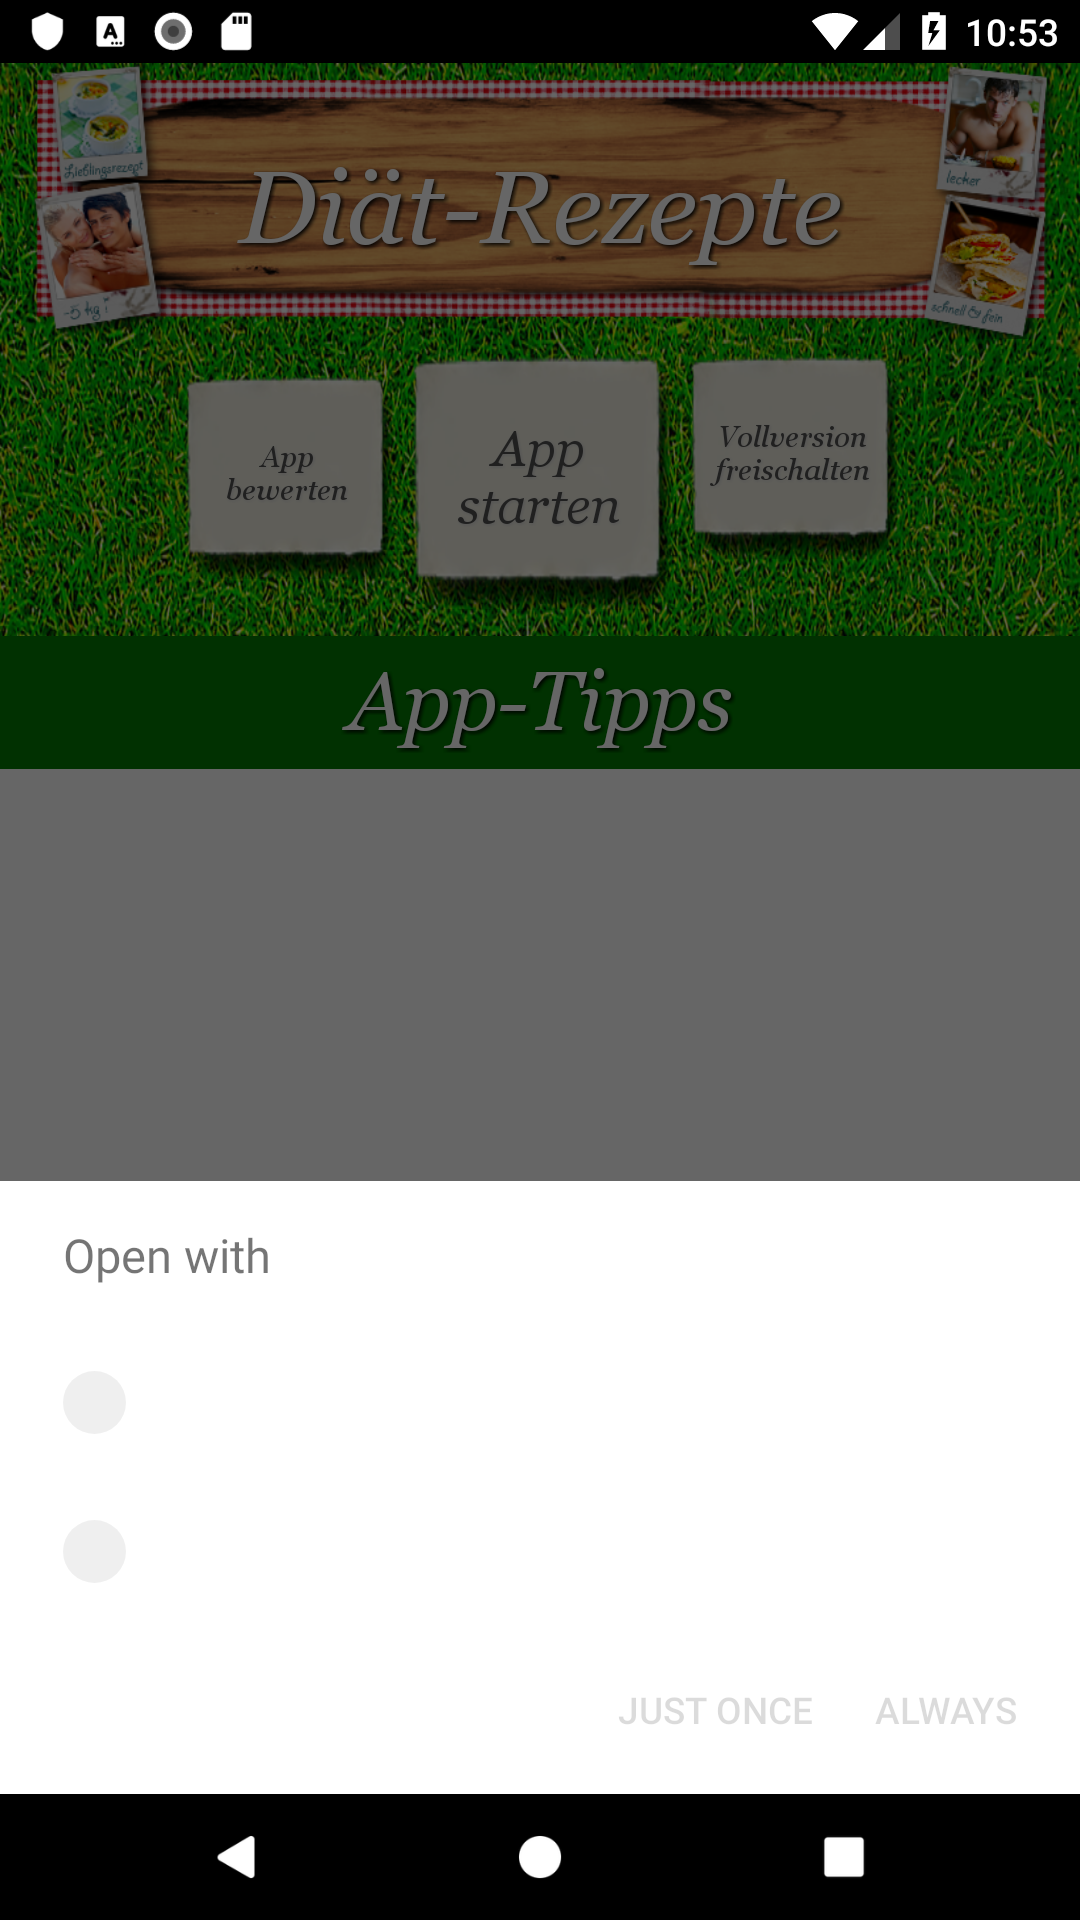 10:53
Lieblingsrezept
lecker
Diät-Rezepte
-5 kg !
schnell & fein
App
bewerten
App
starten
Vollversion
freischalten
App-Tipps
Open with
JUST ONCE
ALWAYS